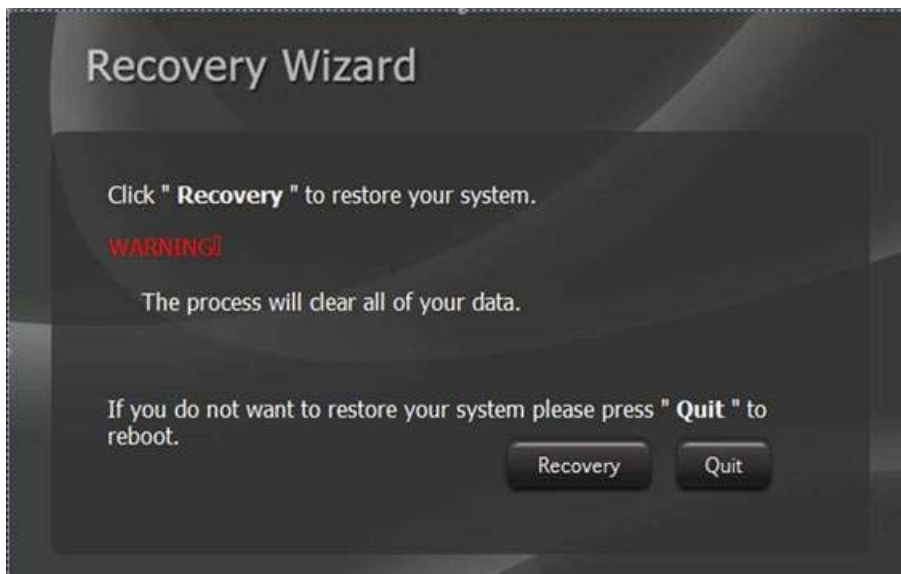 Recovery Wizard
Click " Recovery " to restore your system.
WARNING
The process will clear all of your data.
If you do not want to restore your system please press " Quit " to
reboot.
Recovery Quit